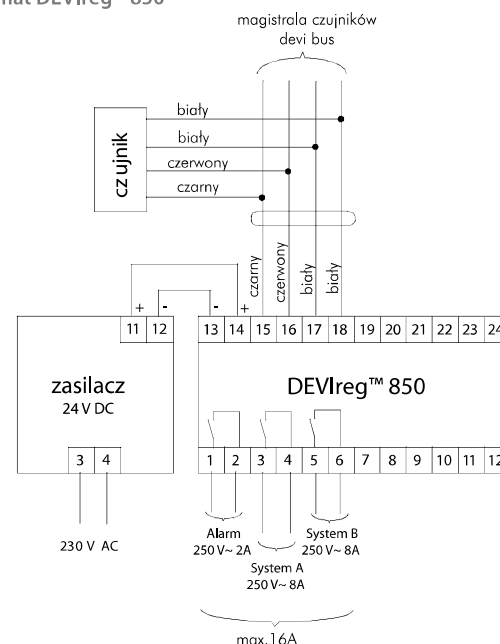 DEVIreg™ 850
magistrala czujników
devi bus
biały
biały
czerwony
czarny
czujnik
czarny
czerwony
biały
biały
+ - - +
11 12 13 14 15 16 17 18 19 20 21 22 23 24
zasilacz
24 V DC
DEVIreg™ 850
3 4
1 2 3 4 5 6 7 8 9 10 11 12
230 V AC
Alarm
250 V~ 2A
System B
250 V~ 8A
System A
250 V~ 8A
max.16A